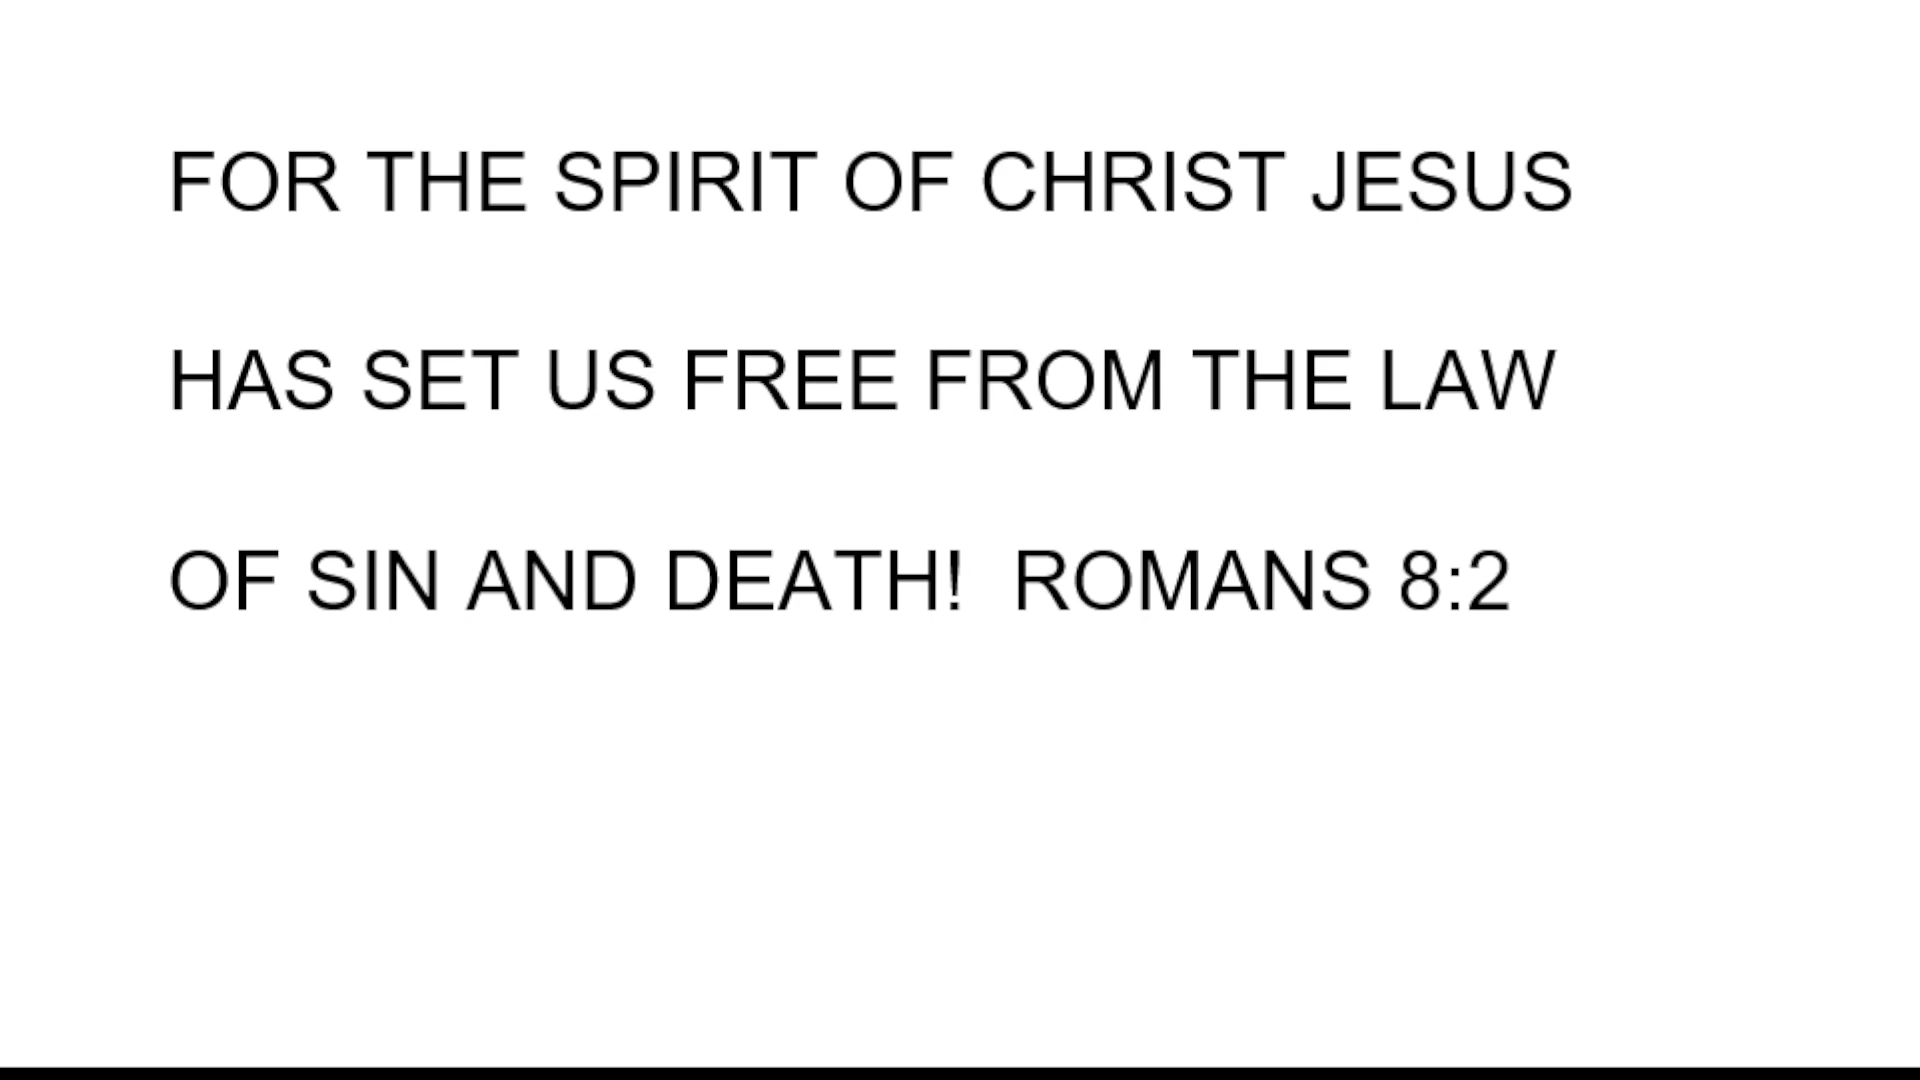 FOR THE SPIRIT OF CHRIST JESUS
HAS SET US FREE FROM THE LAW
OF SIN AND DEATH!  ROMANS 8:2